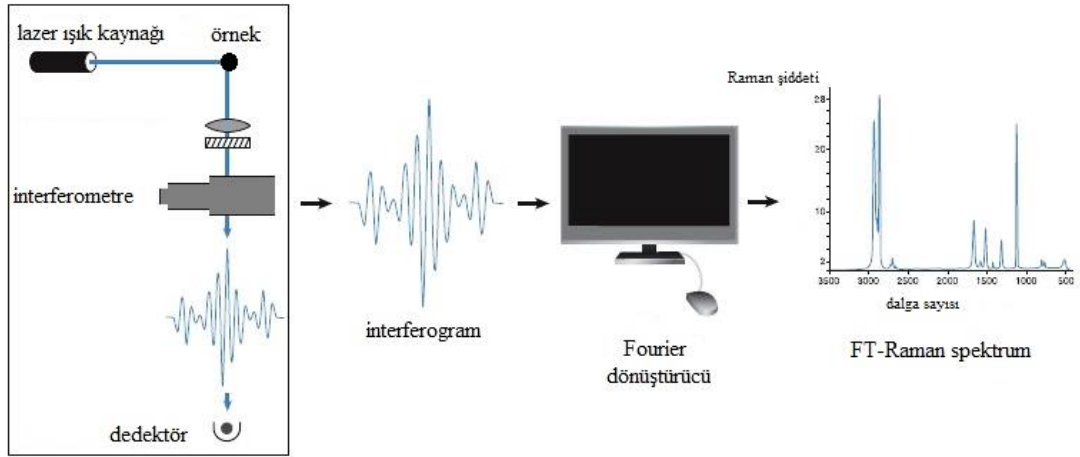 lazer ışık kaynağı
örnek
interferometre
dedektör
interferogram
Fourier
dönüştürücü
Raman şiddeti
28
20
10
2
3500 3000 2500 2000 1500 1000 500
dalga sayısı
FT-Raman spektrum